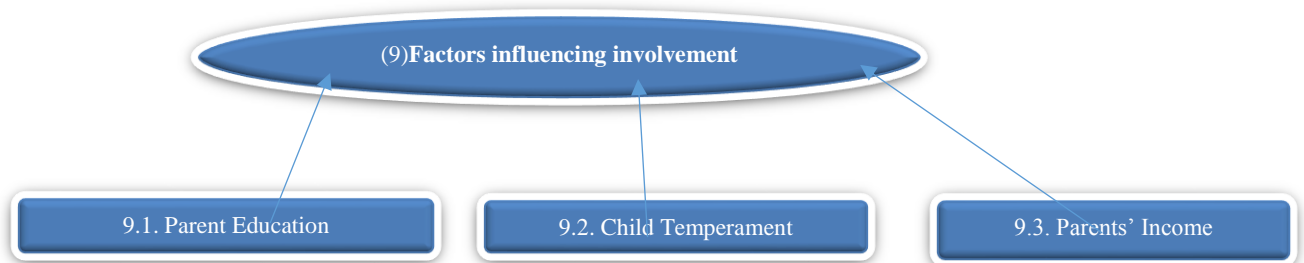 (9)Factors influencing involvement
9.1. Parent Education
9.2. Child Temperament
9.3. Parents’ Income